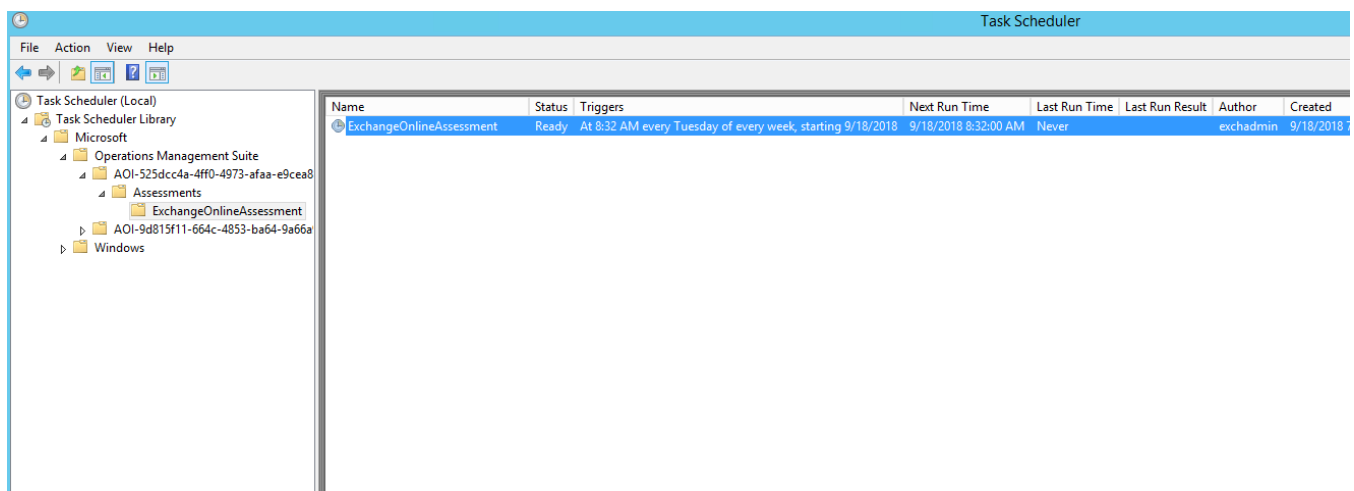 Task Scheduler
File Action View Help
Task Scheduler (Local)
Task Scheduler Library
Microsoft
Operations Management Suite
AOI-525dcc4a-4ff0-4973-afaa-e9cea8
Assessments
ExchangeOnlineAssessment
AOI-9d815f11-664c-4853-ba64-9a66a
Windows
Name Status Triggers Next Run Time Last Run Time Last Run Result Author Created
ExchangeOnlineAssessment Ready At 8:32 AM every Tuesday of every week, starting 9/18/2018 9/18/2018 8:32:00 AM Never exchadmin 9/18/2018 7